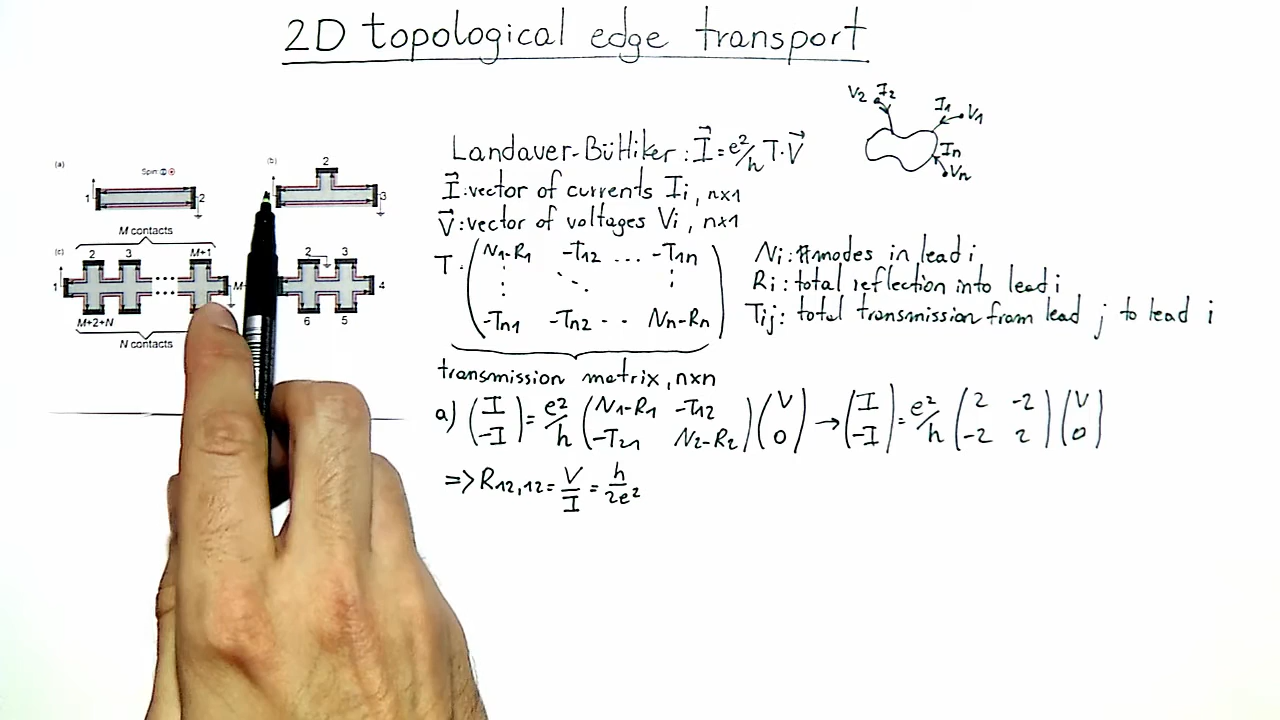 2D topological edge transport
V2 I2
I1 V1
In
Vn
Landauer-Büttiker: I⃗ = e²/h T·V⃗
I⃗: vector of currents Ii, n×1
V⃗: vector of voltages Vi, n×1
T: (N1-R1 -T12 ... -T1n
⋮ ⋱ ⋮
-Tn1 -Tn2 -- Nn-Rn)
transmission matrix, n×n
Ni: #modes in lead i
Ri: total reflection into lead i
Tij: total transmission from lead j to lead i
a) (I -I) = e²/h (N1-R1 -T12 -T21 N2-R2) (V 0) → (I -I) = e²/h (2 -2 -2 2) (V 0)
=> R12,12 = V/I = h/2e²
(a)
Spin
1 2
(b)
2
3
M contacts
(c)
2 3 M+1
1 M
M+2+N
N contacts
2 3
4
6 5